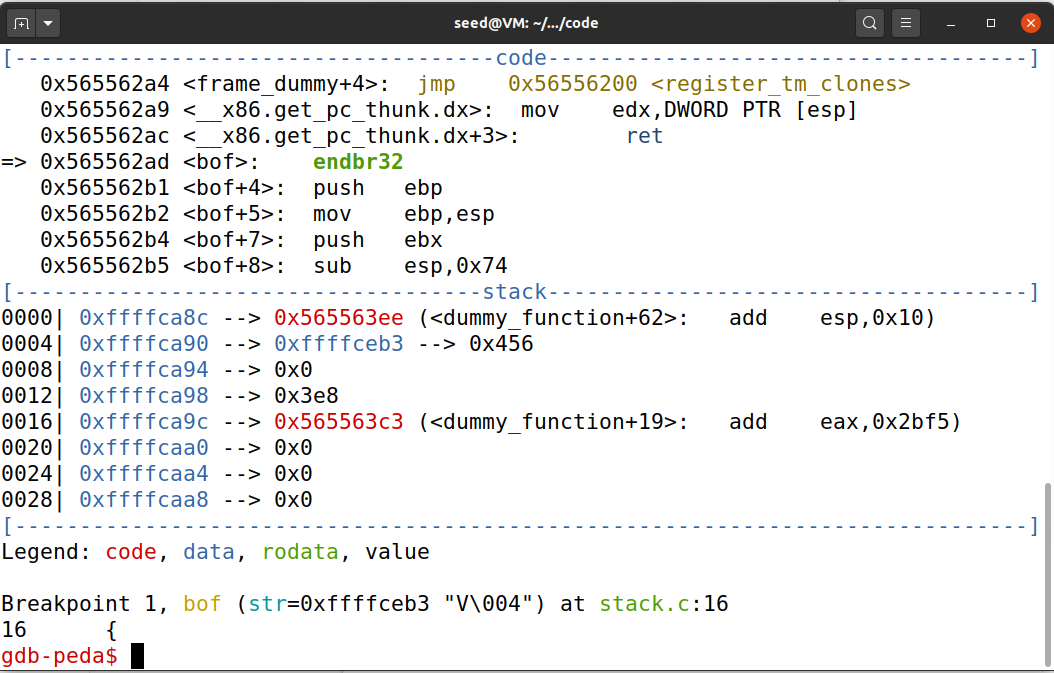 seed@VM: ~/.../code
[-------------------------------------code-------------------------------------]
   0x565562a4 <frame_dummy+4>:	jmp    0x56556200 <register_tm_clones>
   0x565562a9 <__x86.get_pc_thunk.dx>:	mov    edx,DWORD PTR [esp]
   0x565562ac <__x86.get_pc_thunk.dx+3>:	ret
=> 0x565562ad <bof>:	endbr32
   0x565562b1 <bof+4>:	push   ebp
   0x565562b2 <bof+5>:	mov    ebp,esp
   0x565562b4 <bof+7>:	push   ebx
   0x565562b5 <bof+8>:	sub    esp,0x74
[------------------------------------stack-------------------------------------]
0000| 0xffffca8c --> 0x565563ee (<dummy_function+62>:	add    esp,0x10)
0004| 0xffffca90 --> 0xffffceb3 --> 0x456
0008| 0xffffca94 --> 0x0
0012| 0xffffca98 --> 0x3e8
0016| 0xffffca9c --> 0x565563c3 (<dummy_function+19>:	add    eax,0x2bf5)
0020| 0xffffcaa0 --> 0x0
0024| 0xffffcaa4 --> 0x0
0028| 0xffffcaa8 --> 0x0
[------------------------------------------------------------------------------]
Legend: code, data, rodata, value
Breakpoint 1, bof (str=0xffffceb3 "V\004") at stack.c:16
16	{
gdb-peda$